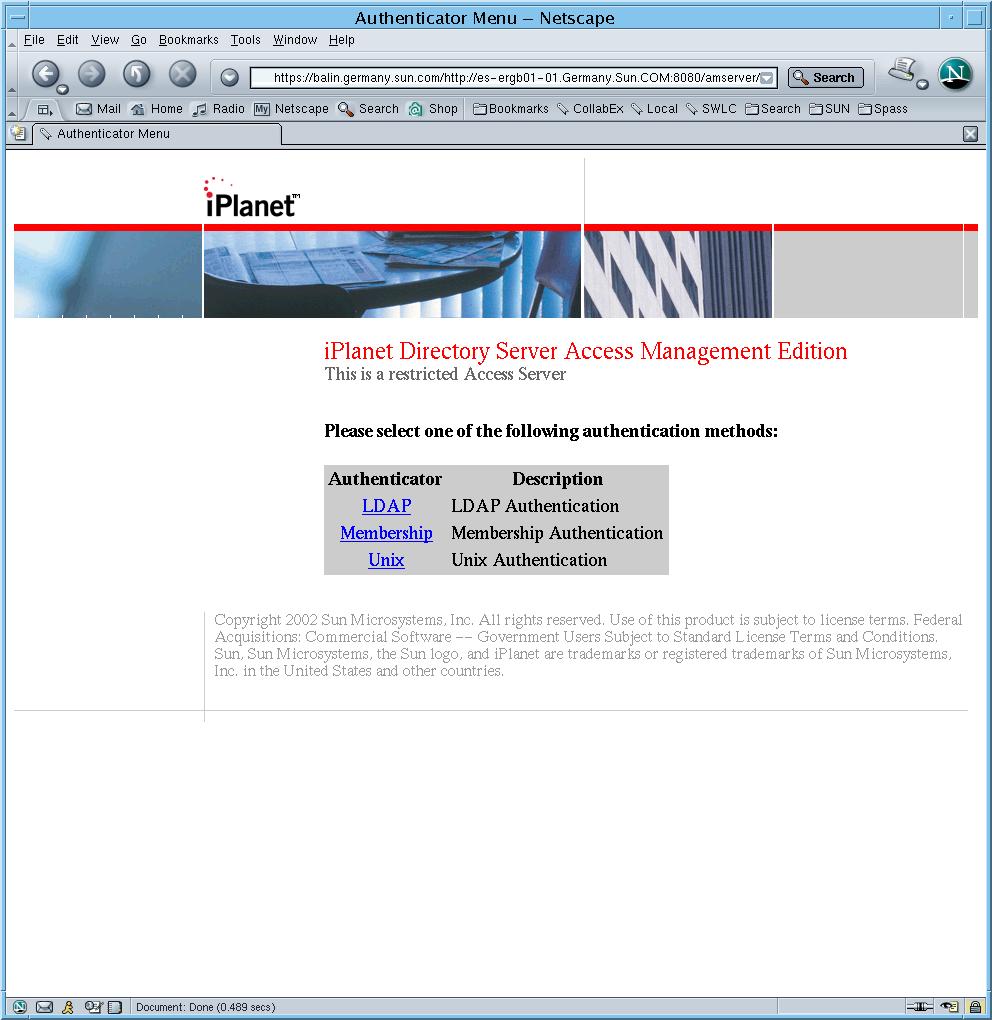 Authenticator Menu – Netscape
File Edit View Go Bookmarks Tools Window Help
https://balin.germany.sun.com/http://es-ergb01-01.Germany.Sun.COM:8080/amserver/ Search
Mail Home Radio My Netscape Search Shop Bookmarks CollabEx Local SWLC Search SUN Spass
Authenticator Menu
iPlanet™
iPlanet Directory Server Access Management Edition
This is a restricted Access Server
Please select one of the following authentication methods:
Authenticator Description
LDAP LDAP Authentication
Membership Membership Authentication
Unix Unix Authentication
Copyright 2002 Sun Microsystems, Inc. All rights reserved. Use of this product is subject to license terms. Federal
Acquisitions: Commercial Software -- Government Users Subject to Standard License Terms and Conditions.
Sun, Sun Microsystems, the Sun logo, and iPlanet are trademarks or registered trademarks of Sun Microsystems,
Inc. in the United States and other countries.
Document: Done (0.489 secs)